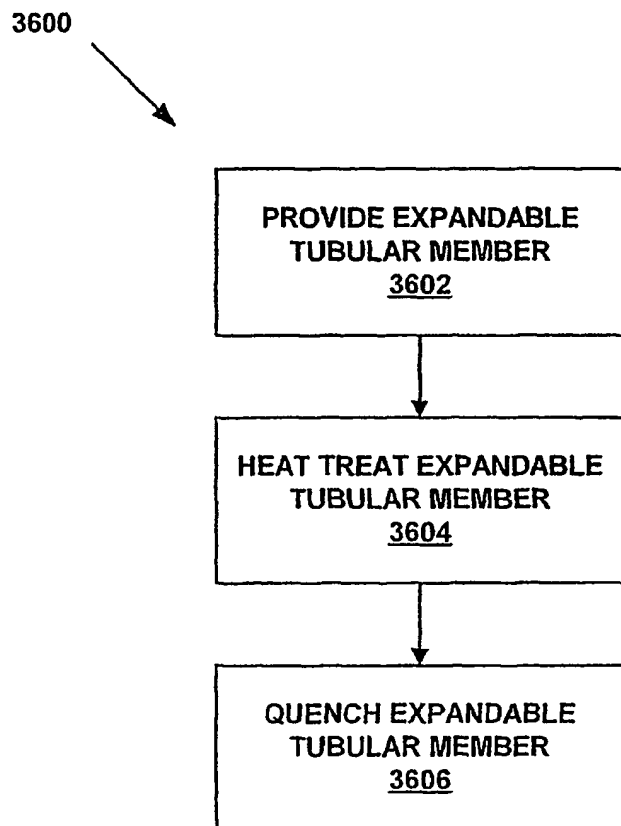 3600
PROVIDE EXPANDABLE
TUBULAR MEMBER
3602
HEAT TREAT EXPANDABLE
TUBULAR MEMBER
3604
QUENCH EXPANDABLE
TUBULAR MEMBER
3606